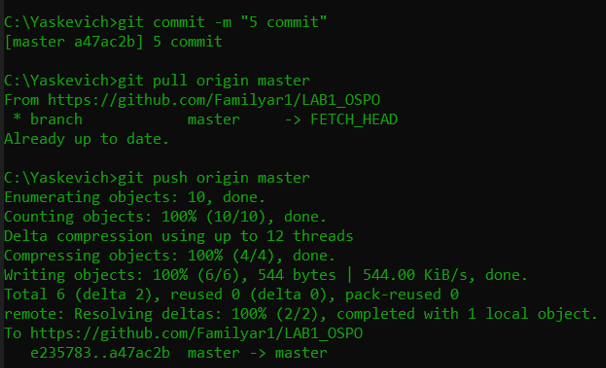 C:\Yaskevich>git commit -m "5 commit"
[master a47ac2b] 5 commit
C:\Yaskevich>git pull origin master
From https://github.com/Familyar1/LAB1_OSPO
 * branch            master     -> FETCH_HEAD
Already up to date.
C:\Yaskevich>git push origin master
Enumerating objects: 10, done.
Counting objects: 100% (10/10), done.
Delta compression using up to 12 threads
Compressing objects: 100% (4/4), done.
Writing objects: 100% (6/6), 544 bytes | 544.00 KiB/s, done.
Total 6 (delta 2), reused 0 (delta 0), pack-reused 0
remote: Resolving deltas: 100% (2/2), completed with 1 local object.
To https://github.com/Familyar1/LAB1_OSPO
   e235783..a47ac2b  master -> master